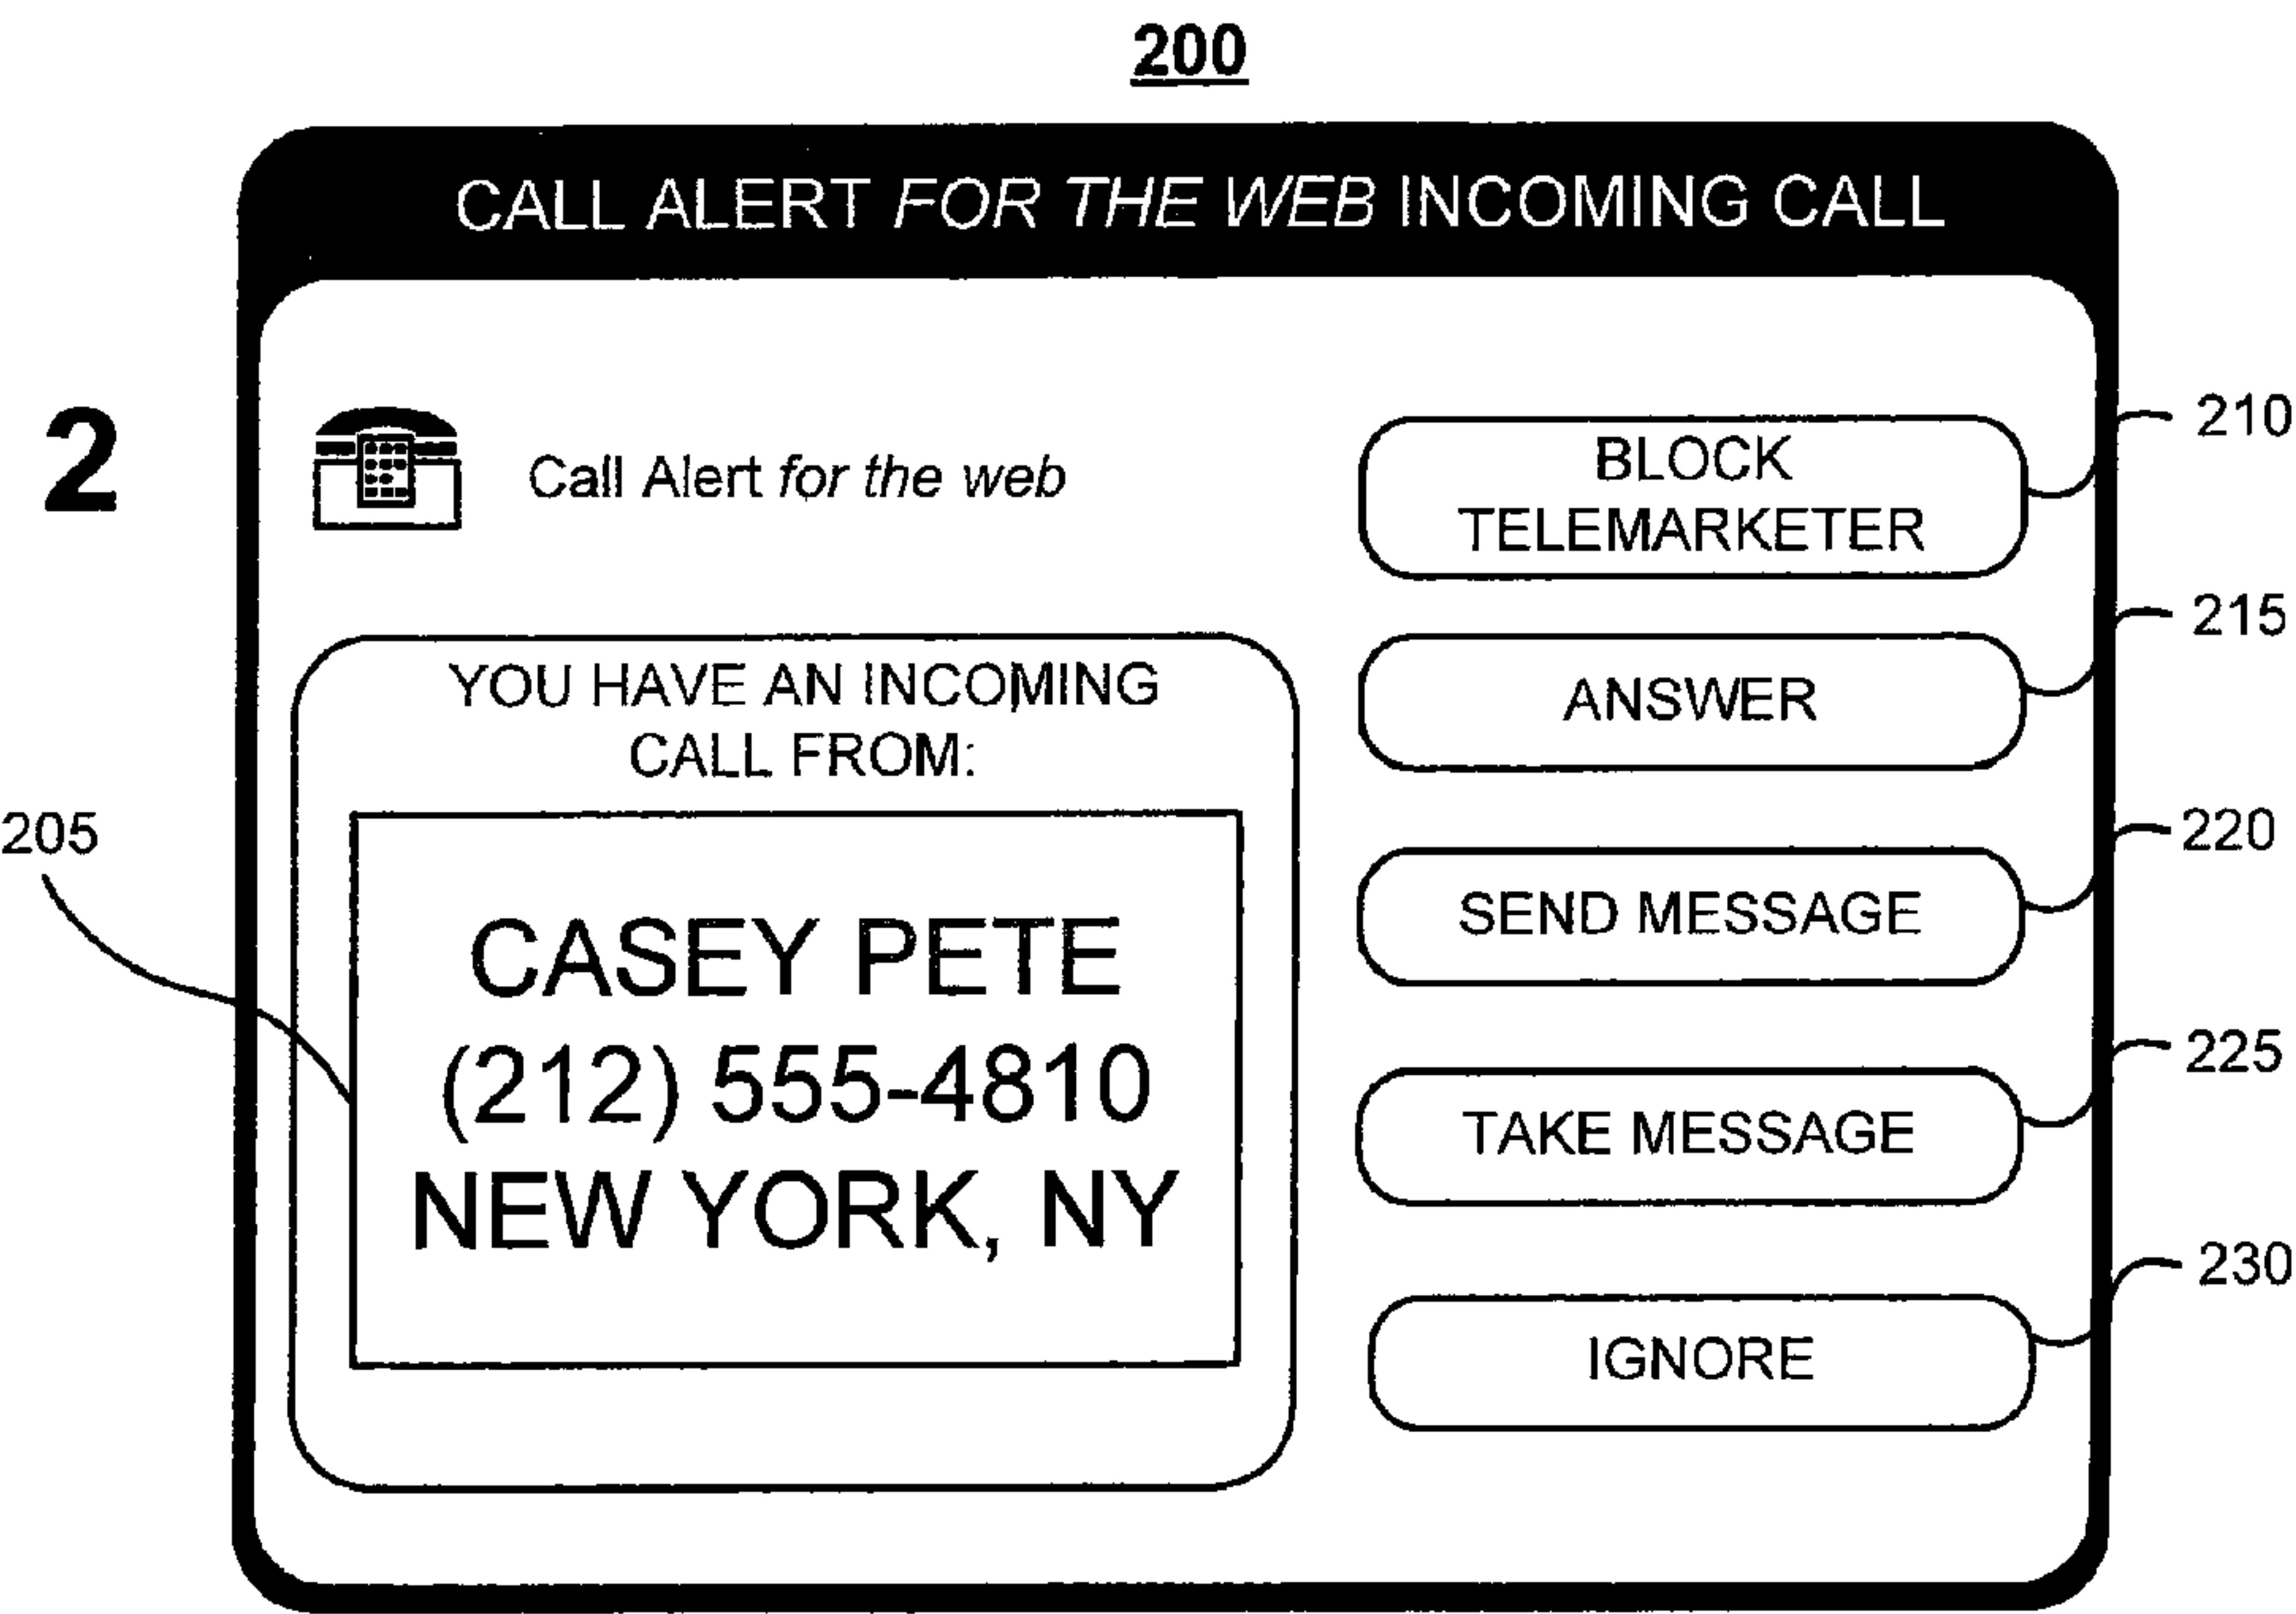 200
CALL ALERT FOR THE WEB INCOMING CALL
2
Call Alert for the web
YOU HAVE AN INCOMING
CALL FROM:
205
CASEY PETE
(212) 555-4810
NEW YORK, NY
BLOCK
TELEMARKETER
210
ANSWER
215
SEND MESSAGE
220
TAKE MESSAGE
225
IGNORE
230